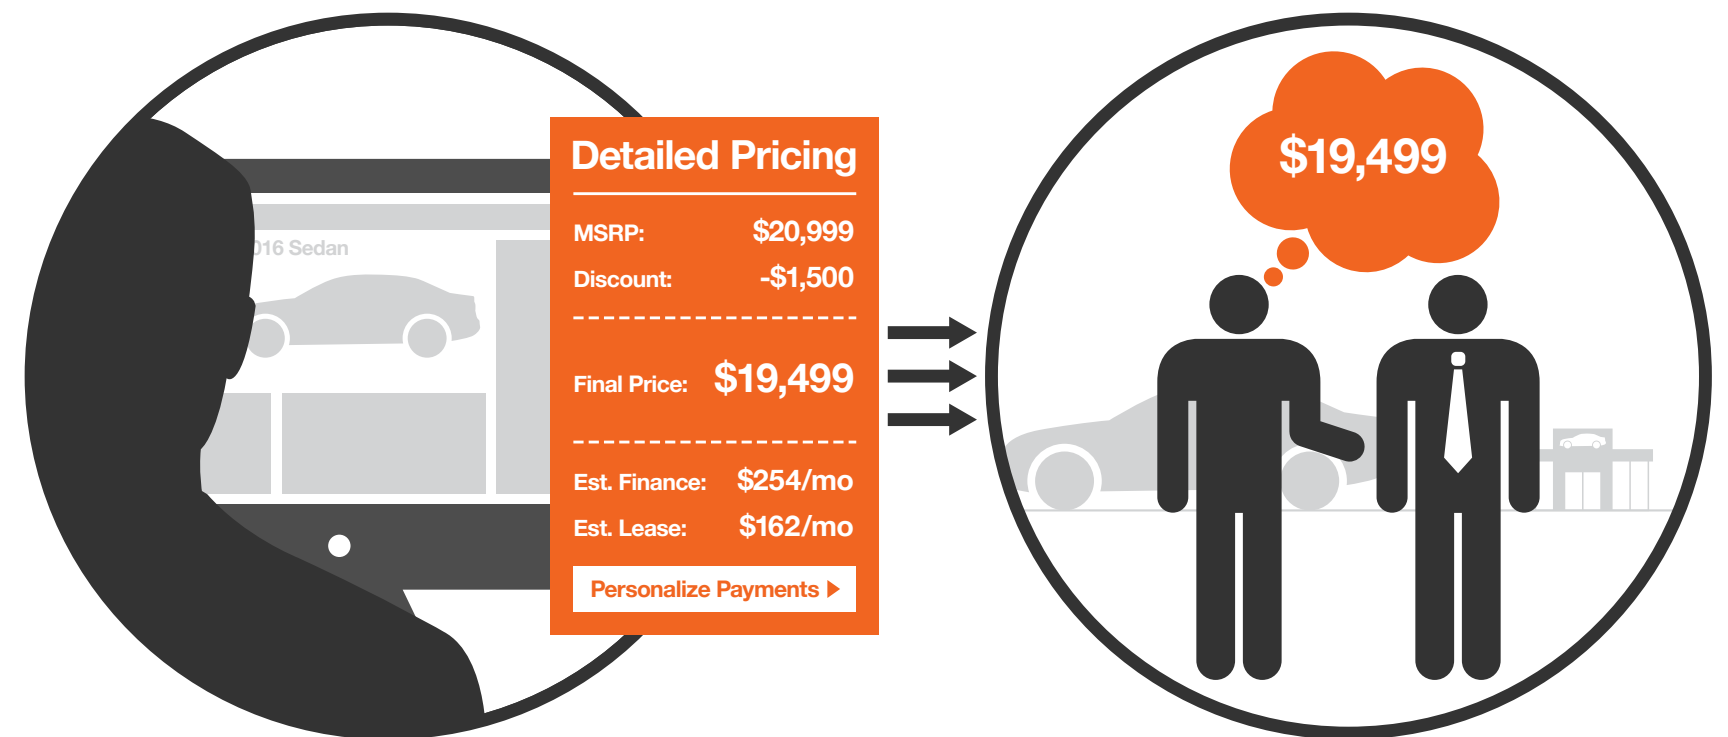 016 Sedan
Detailed Pricing
MSRP: $20,999
Discount: -$1,500
Final Price: $19,499
Est. Finance: $254/mo
Est. Lease: $162/mo
Personalize Payments
$19,499